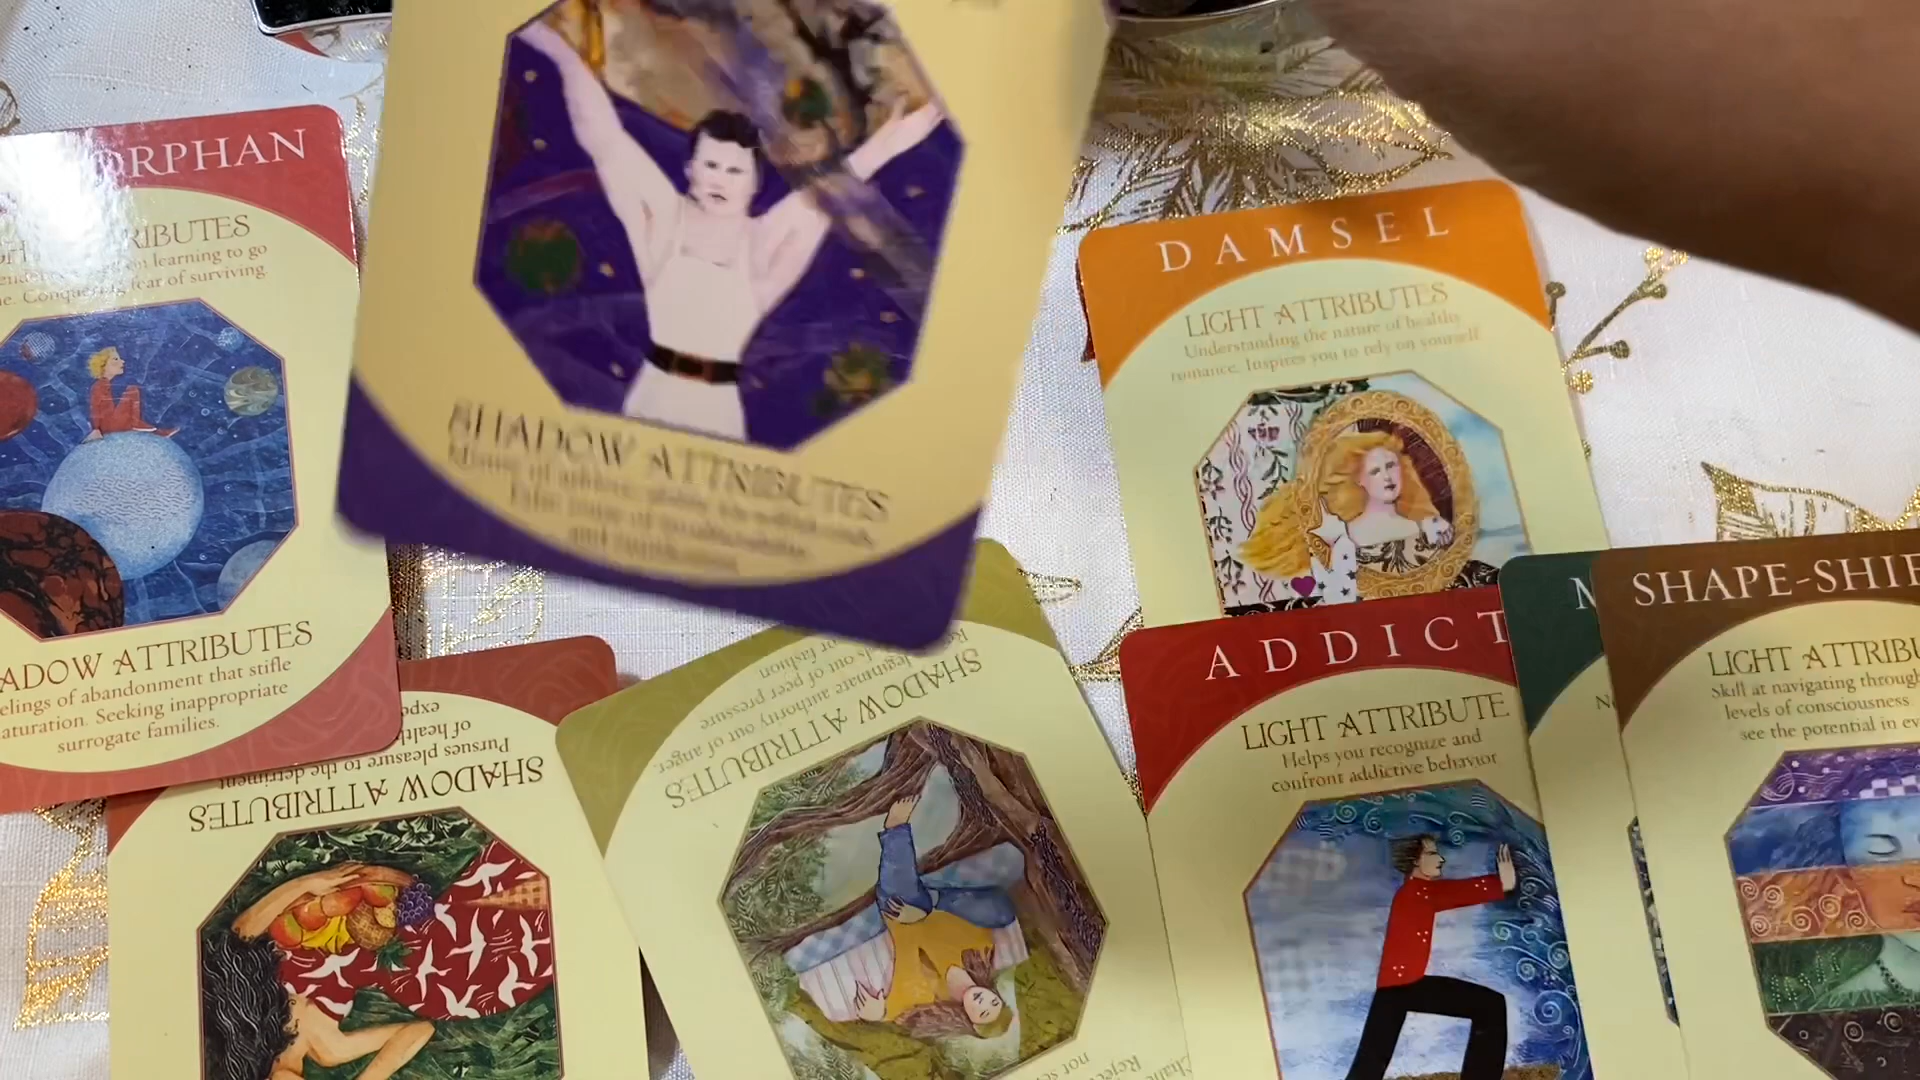 ORPHAN
RIBUTES
learning to go
fear of surviving.
ADOW ATTRIBUTES
elings of abandonment that stifle
aturation. Seeking inappropriate
surrogate families.
SHADOW ATTRIBUTES
DAMSEL
LIGHT ATTRIBUTES
Understanding the nature of healthy
romance. Inspires you to rely on yourself
SHADOW ATTRIBUTES
Pursues pleasure to the detriment
of health
SHADOW ATTRIBUTES
legitimate authority out of anger.
out of peer pressure
or fashion
ADDICT
LIGHT ATTRIBUTE
Helps you recognize and
confront addictive behavior
M
SHAPE-SHIF
LIGHT ATTRIBU
Skill at navigating through
levels of consciousness
see the potential in ev